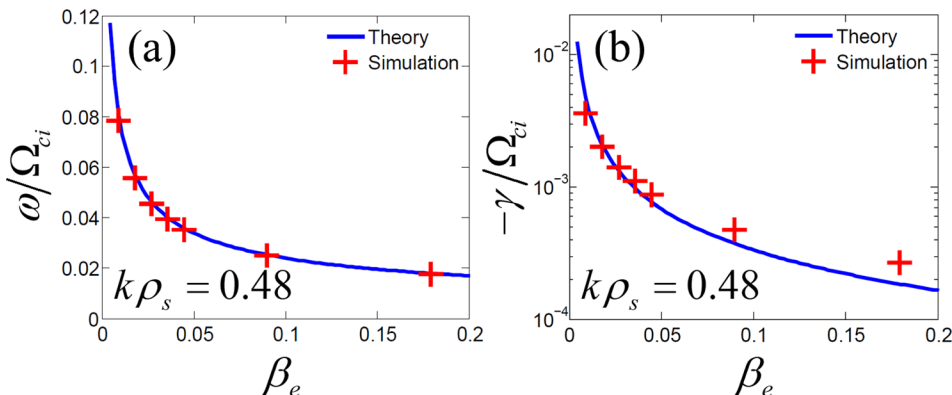 (a)
Theory
Simulation
ω/Ω_ci
0.12
0.1
0.08
0.06
0.04
0.02
0
kρ_s = 0.48
0
0.05
0.1
0.15
0.2
β_e
(b)
Theory
Simulation
−γ/Ω_ci
10^-2
10^-3
10^-4
kρ_s = 0.48
0
0.05
0.1
0.15
0.2
β_e